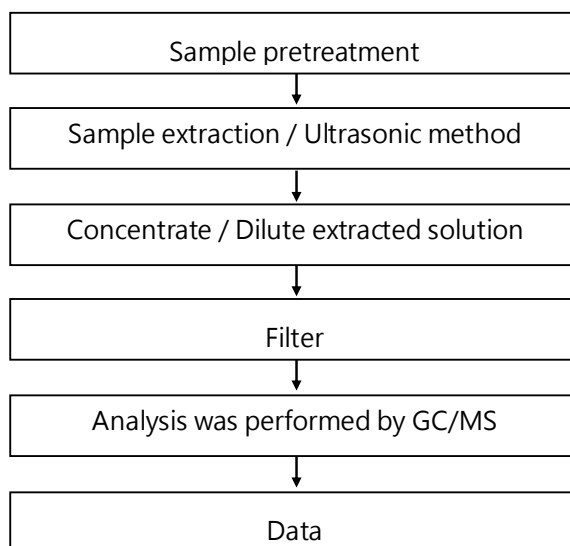 Sample pretreatment
Sample extraction / Ultrasonic method
Concentrate / Dilute extracted solution
Filter
Analysis was performed by GC/MS
Data